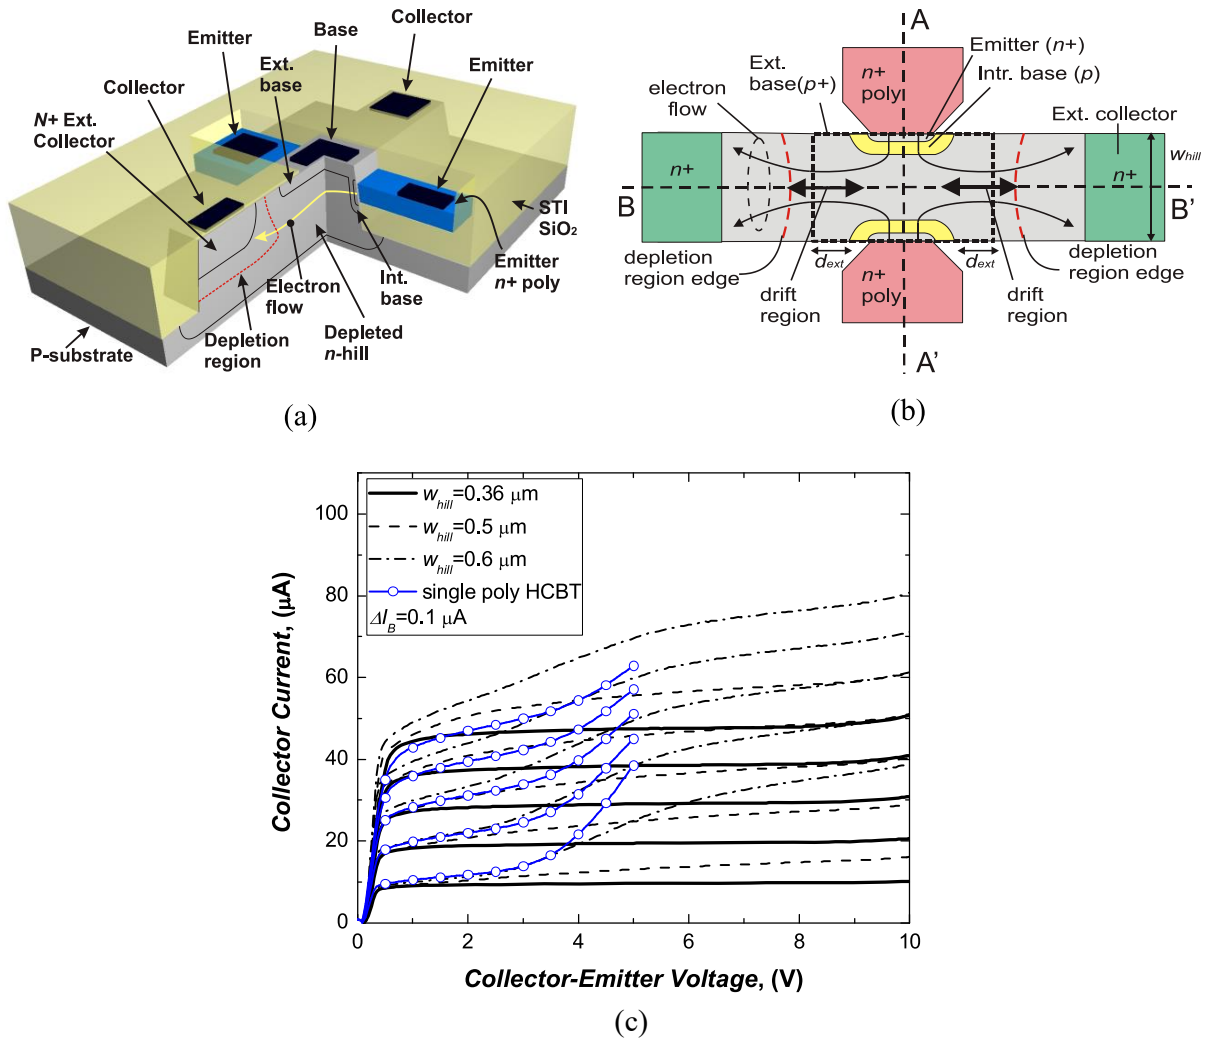 Collector
Base
Emitter
Emitter
Ext.
base
Collector
N+ Ext.
Collector
STI
SiO₂
Emitter
n+ poly
Int.
base
Electron
flow
Depleted
n-hill
Depletion
region
P-substrate
(a)
A
Emitter (n+)
Intr. base (p)
n+
poly
Ext.
base(p+)
electron
flow
Ext. collector
whill
n+
n+
B
B'
depletion
region edge
dext
dext
depletion
region edge
n+
poly
drift
region
drift
region
A'
(b)
whill=0.36 μm
whill=0.5 μm
whill=0.6 μm
single poly HCBT
ΔIB=0.1 μA
100
80
60
40
20
0
Collector Current, (μA)
0
2
4
6
8
10
Collector-Emitter Voltage, (V)
(c)